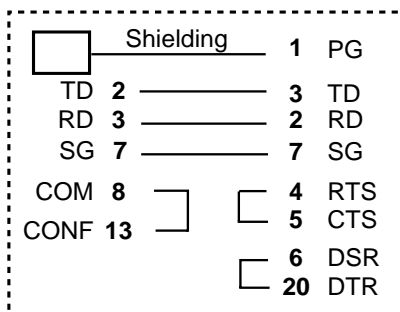 Shielding 1 PG
TD 2 3 TD
RD 3 2 RD
SG 7 7 SG
COM 8 4 RTS
CONF 13 5 CTS
6 DSR
20 DTR